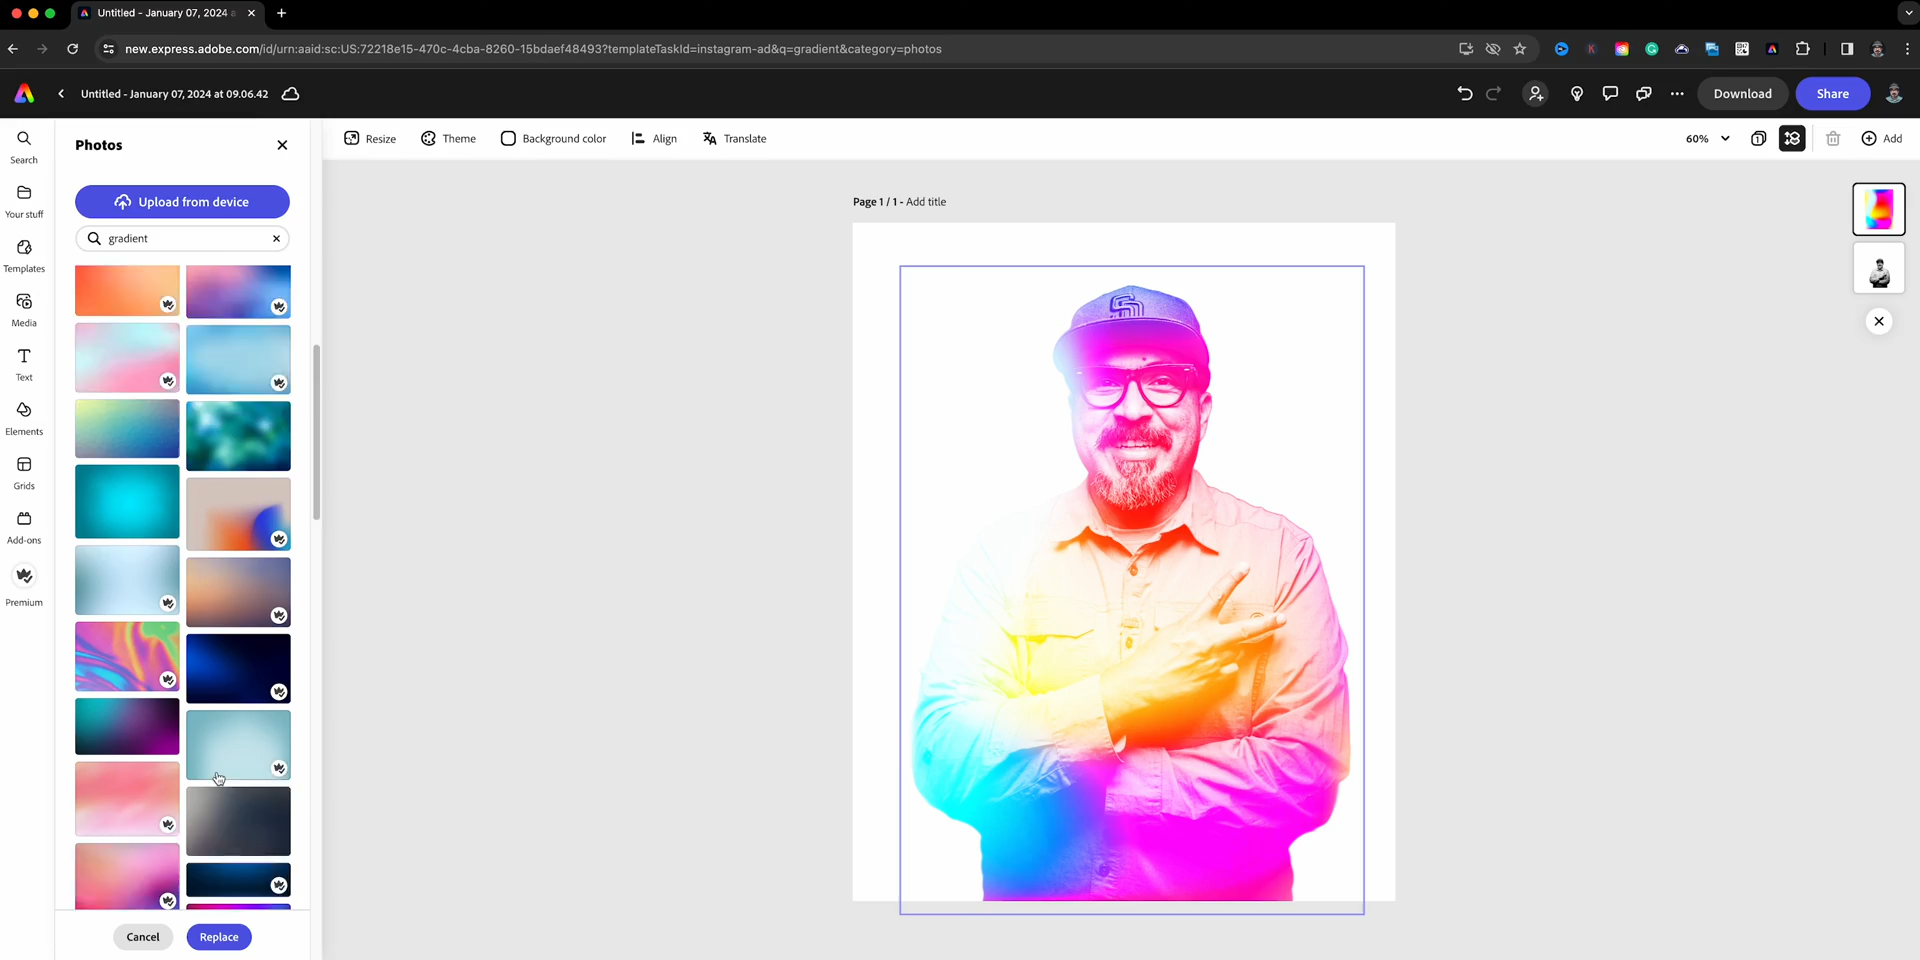 Untitled - January 07, 2024 a
new.express.adobe.com/id/urn:aaid:sc:US:72218e15-470c-4cba-8260-15bdaef48493?templateTaskId=instagram-ad&q=gradient&category=photos
Untitled - January 07, 2024 at 09.06.42
Download
Share
Search
Your stuff
Templates
Media
Text
Elements
Grids
Add-ons
Premium
Photos
Upload from device
gradient
Cancel
Replace
Resize
Theme
Background color
Align
Translate
60%
Add
Page 1 / 1 - Add title